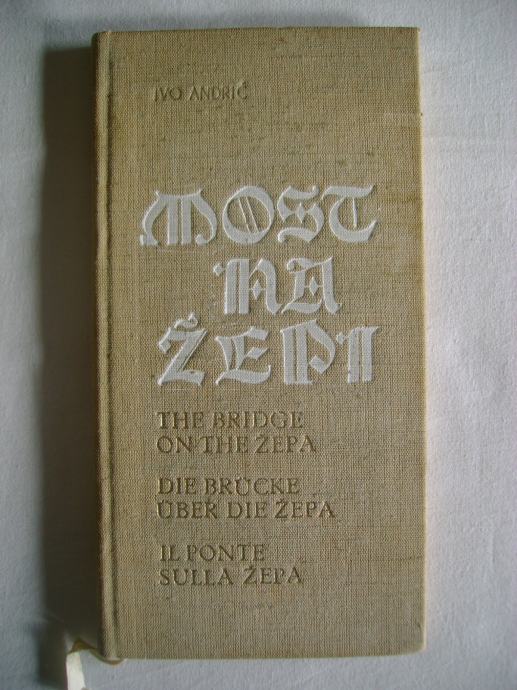 IVO ANDRIĆ
MOST
NA
ŽEPI
THE BRIDGE
ON THE ŽEPA
DIE BRÜCKE
ÜBER DIE ŽEPA
IL PONTE
SULLA ŽEPA